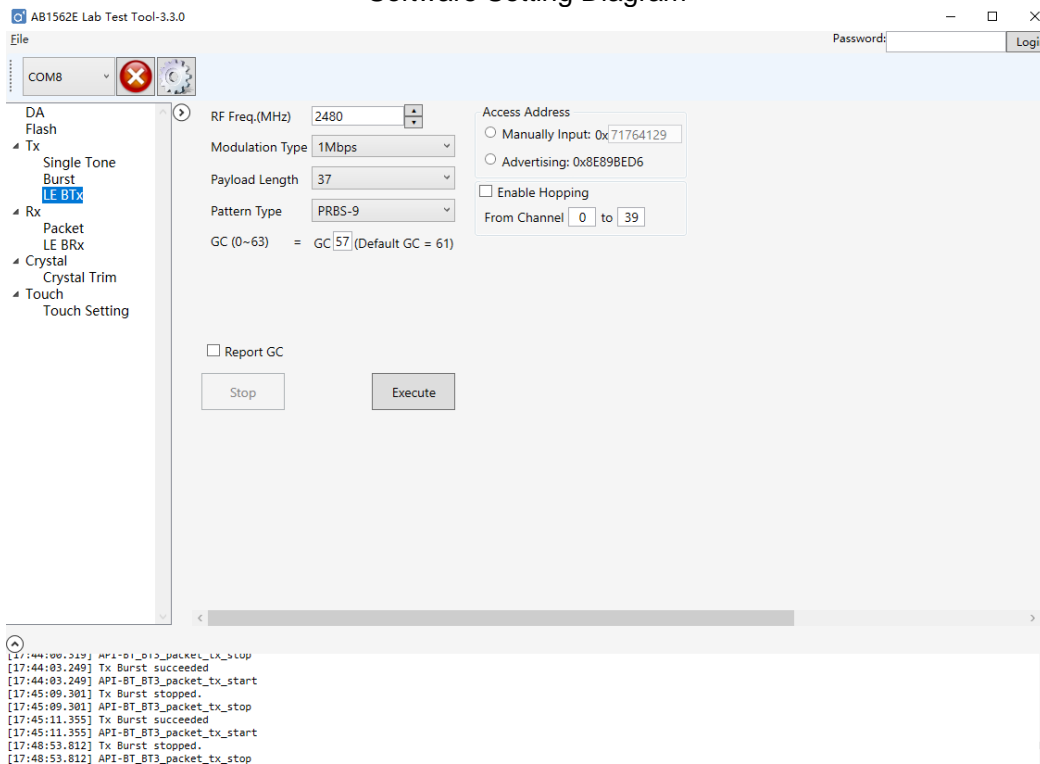 Software Setting Diagram
AB1562E Lab Test Tool-3.3.0
File
Password:
Logi
COM8
DA
Flash
Tx
Single Tone
Burst
LE BTx
Rx
Packet
LE BRx
Crystal
Crystal Trim
Touch
Touch Setting
RF Freq.(MHz) 2480
Modulation Type 1Mbps
Payload Length 37
Pattern Type PRBS-9
GC (0~63) = GC 57 (Default GC = 61)
Access Address
Manually Input: 0x 71764129
Advertising: 0x8E89BED6
Enable Hopping
From Channel 0 to 39
Report GC
Stop Execute
[17:44:00.319] API-BT_BT3_packet_tx_stop
[17:44:03.249] Tx Burst succeeded
[17:44:03.249] API-BT_BT3_packet_tx_start
[17:45:09.301] Tx Burst stopped.
[17:45:09.301] API-BT_BT3_packet_tx_stop
[17:45:11.355] Tx Burst succeeded
[17:45:11.355] API-BT_BT3_packet_tx_start
[17:48:53.812] Tx Burst stopped.
[17:48:53.812] API-BT_BT3_packet_tx_stop